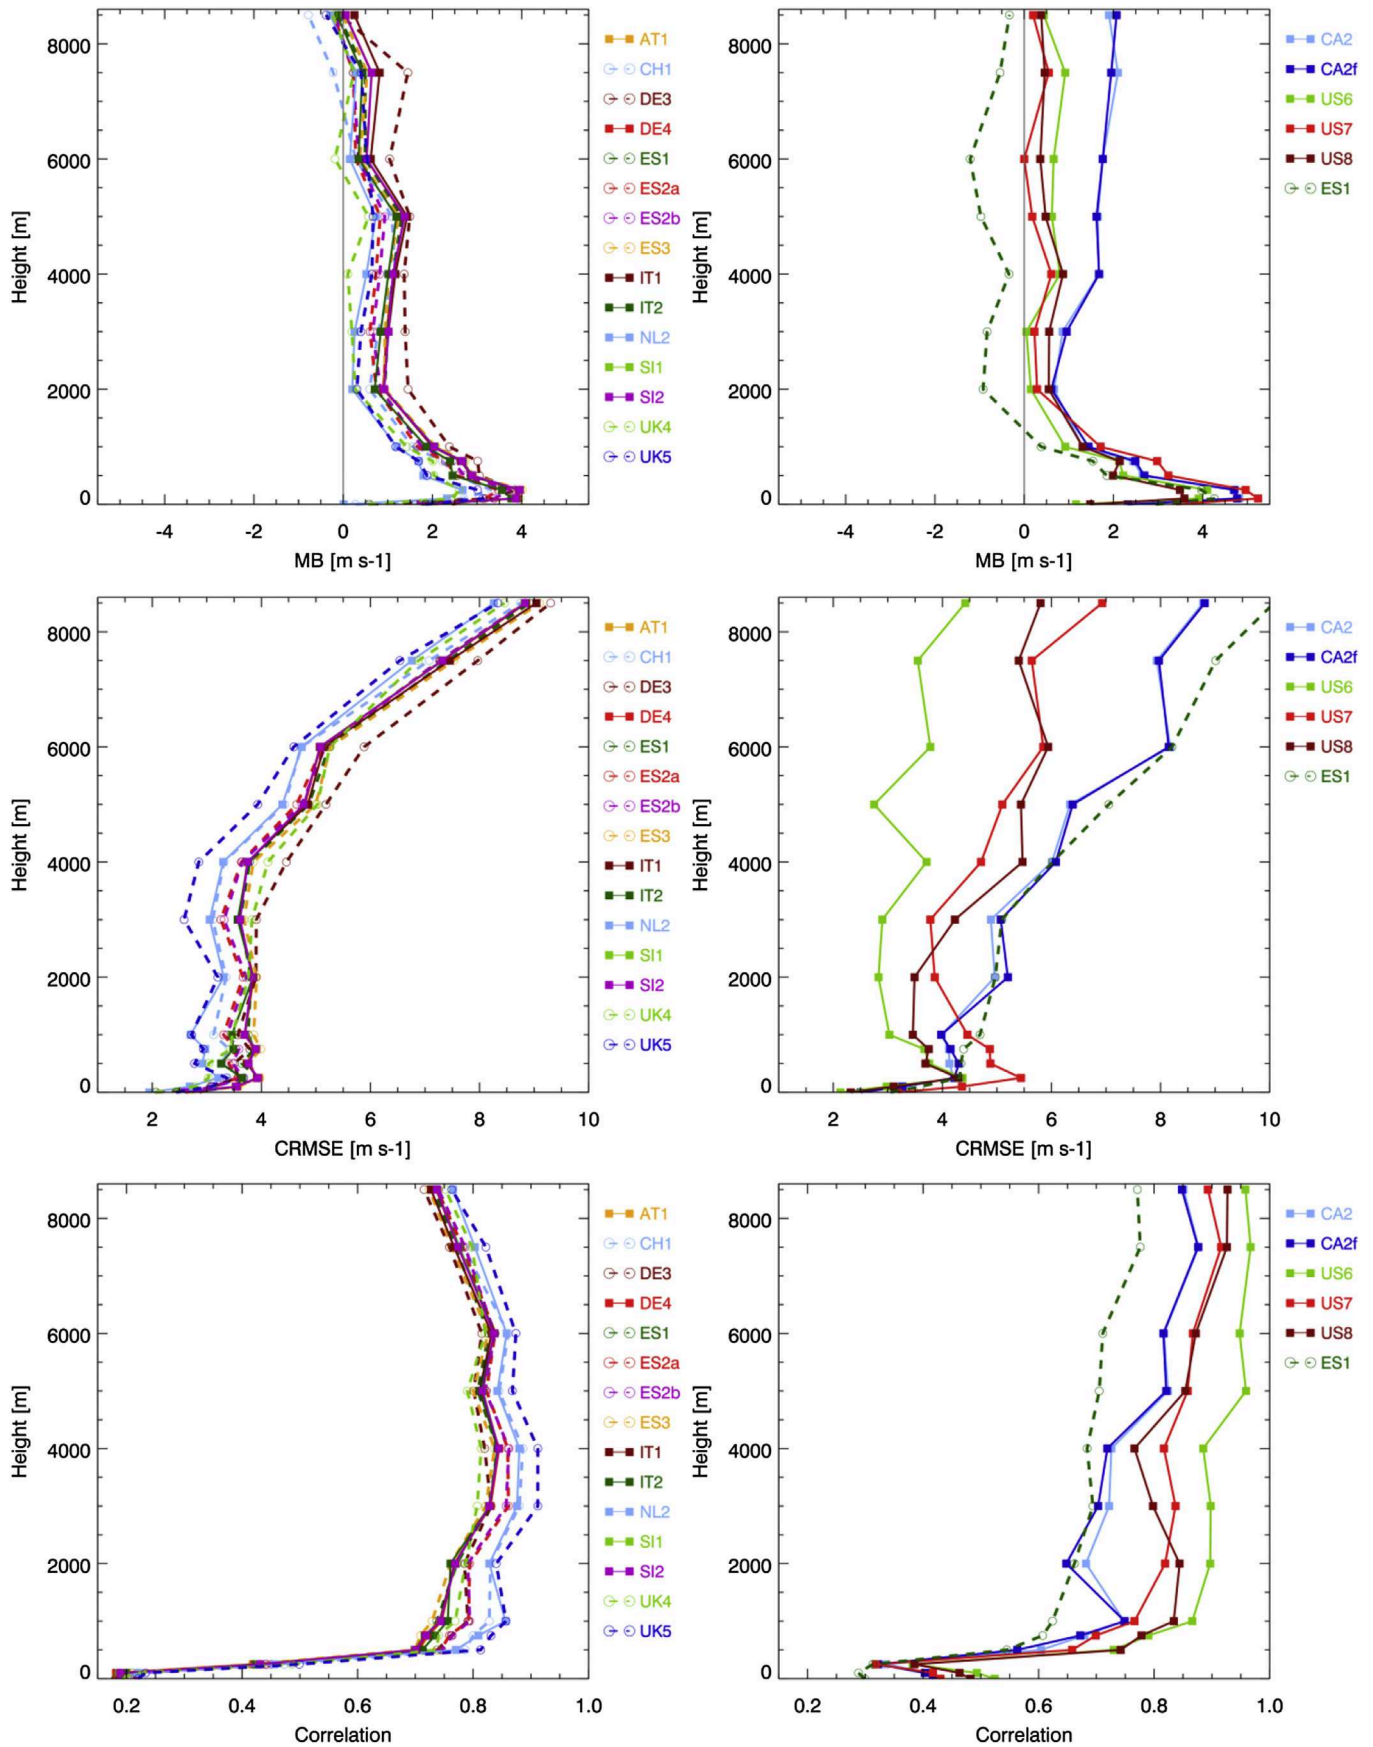 8000
6000
4000
2000
0
Height [m]
-4 -2 0 2 4
MB [m s-1]
AT1
CH1
DE3
DE4
ES1
ES2a
ES2b
ES3
IT1
IT2
NL2
SI1
SI2
UK4
UK5
8000
6000
4000
2000
0
Height [m]
-4 -2 0 2 4
MB [m s-1]
CA2
CA2f
US6
US7
US8
ES1
8000
6000
4000
2000
0
Height [m]
2 4 6 8 10
CRMSE [m s-1]
AT1
CH1
DE3
DE4
ES1
ES2a
ES2b
ES3
IT1
IT2
NL2
SI1
SI2
UK4
UK5
8000
6000
4000
2000
0
Height [m]
2 4 6 8 10
CRMSE [m s-1]
CA2
CA2f
US6
US7
US8
ES1
8000
6000
4000
2000
0
Height [m]
0.2 0.4 0.6 0.8 1.0
Correlation
AT1
CH1
DE3
DE4
ES1
ES2a
ES2b
ES3
IT1
IT2
NL2
SI1
SI2
UK4
UK5
8000
6000
4000
2000
0
Height [m]
0.2 0.4 0.6 0.8 1.0
Correlation
CA2
CA2f
US6
US7
US8
ES1